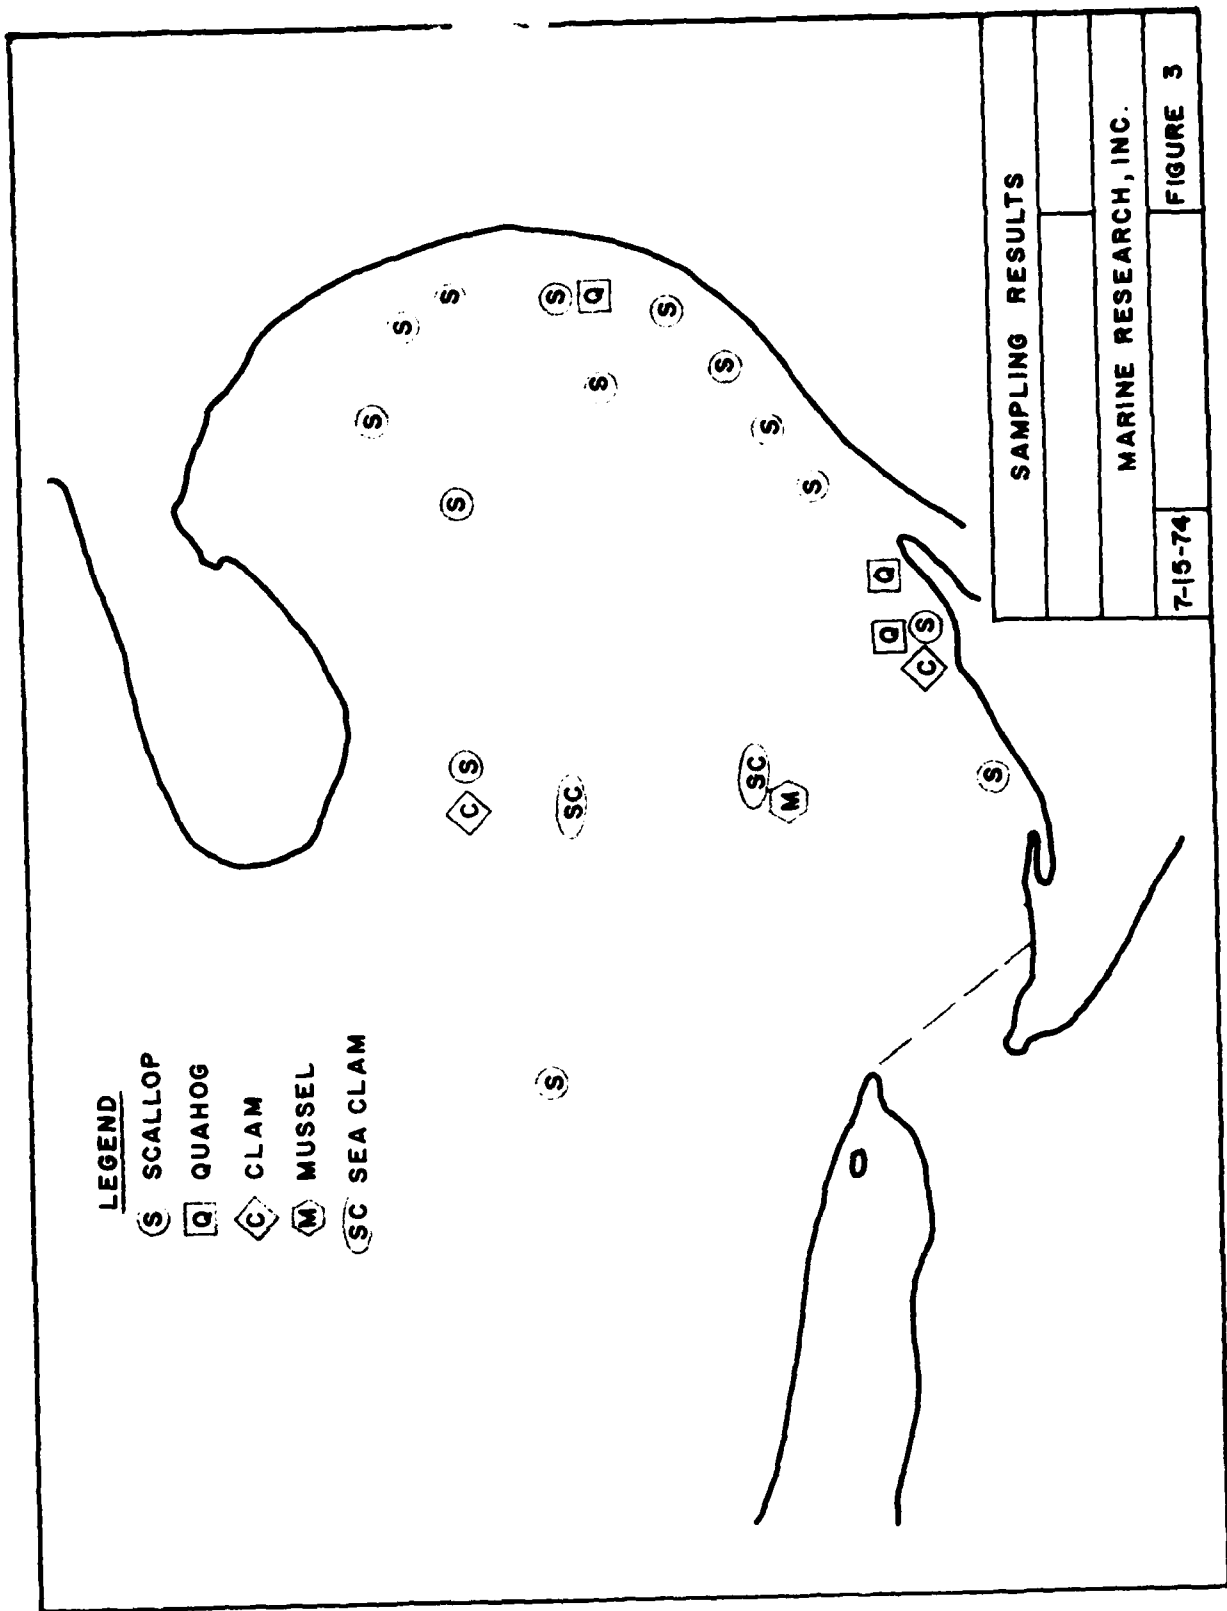 LEGEND
S SCALLOP
Q QUAHOG
C CLAM
M MUSSEL
SC SEA CLAM
S
S
S
S
C S
S
S
SC
Q
S
S
S
SC
S
M
S
Q
Q
C S
S
SAMPLING RESULTS
MARINE RESEARCH, INC.
7-15-74 FIGURE 3